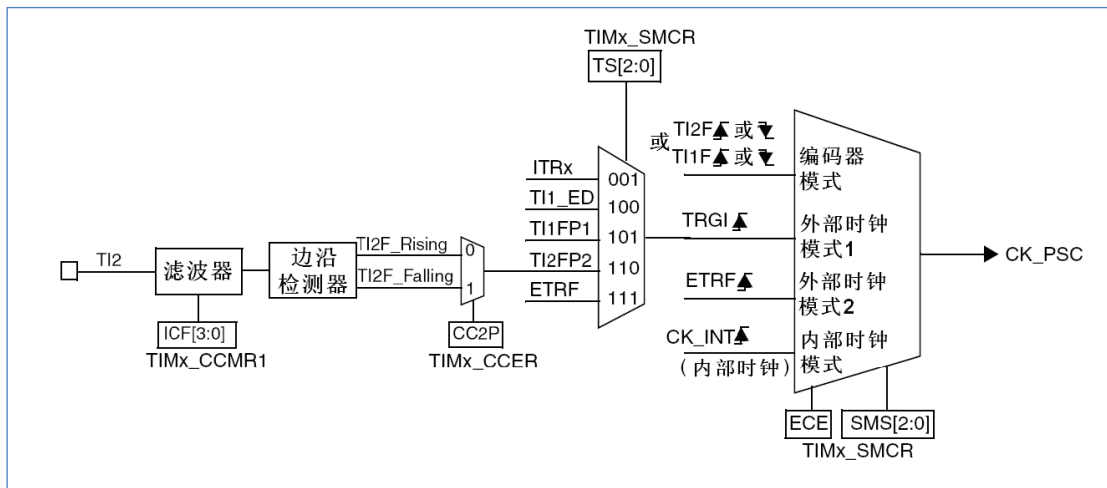 TIMx_SMCR
TS[2:0]
或
TI2F 或
TI1F 或
编码器
模式
ITRx
001
TI1_ED
100
TI1FP1
101
TRGI
外部时钟
模式1
CK_PSC
TI2
滤波器
边沿
检测器
TI2F_Rising
0
TI2F_Falling
1
TI2FP2
110
ETRF
111
ETRF
外部时钟
模式2
ICF[3:0]
TIMx_CCMR1
CC2P
TIMx_CCER
CK_INT
(内部时钟)
内部时钟
模式
ECE
SMS[2:0]
TIMx_SMCR